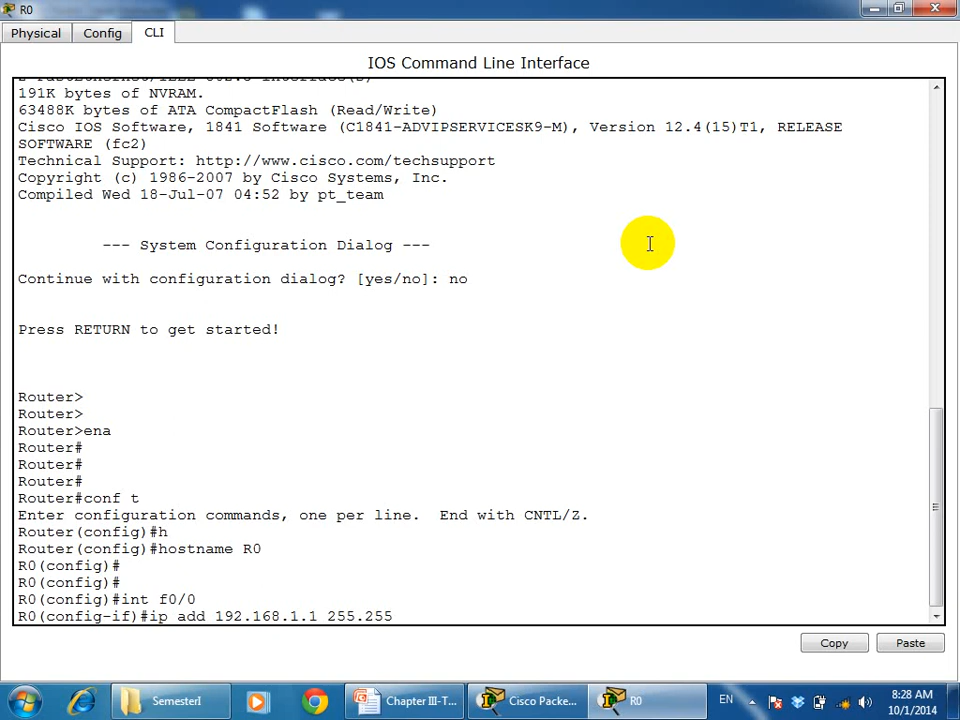 R0
Physical Config CLI
IOS Command Line Interface
191K bytes of NVRAM.
63488K bytes of ATA CompactFlash (Read/Write)
Cisco IOS Software, 1841 Software (C1841-ADVIPSERVICESK9-M), Version 12.4(15)T1, RELEASE
SOFTWARE (fc2)
Technical Support: http://www.cisco.com/techsupport
Copyright (c) 1986-2007 by Cisco Systems, Inc.
Compiled Wed 18-Jul-07 04:52 by pt_team
--- System Configuration Dialog ---
Continue with configuration dialog? [yes/no]: no
Press RETURN to get started!
Router>
Router>
Router>ena
Router#
Router#
Router#
Router#conf t
Enter configuration commands, one per line.  End with CNTL/Z.
Router(config)#h
Router(config)#hostname R0
R0(config)#
R0(config)#
R0(config)#int f0/0
R0(config-if)#ip add 192.168.1.1 255.255
Copy Paste
SemesterI Chapter III-T... Cisco Packe... R0 EN 8:28 AM
10/1/2014